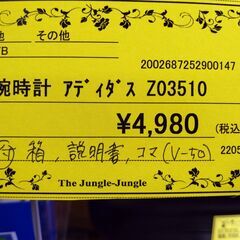 他 その他
2002687252900147
腕時計 アディダス Z03510
¥4,980 (税込
付 箱, 説明書, コマ(V-50)
2205
The Jungle-Jungle